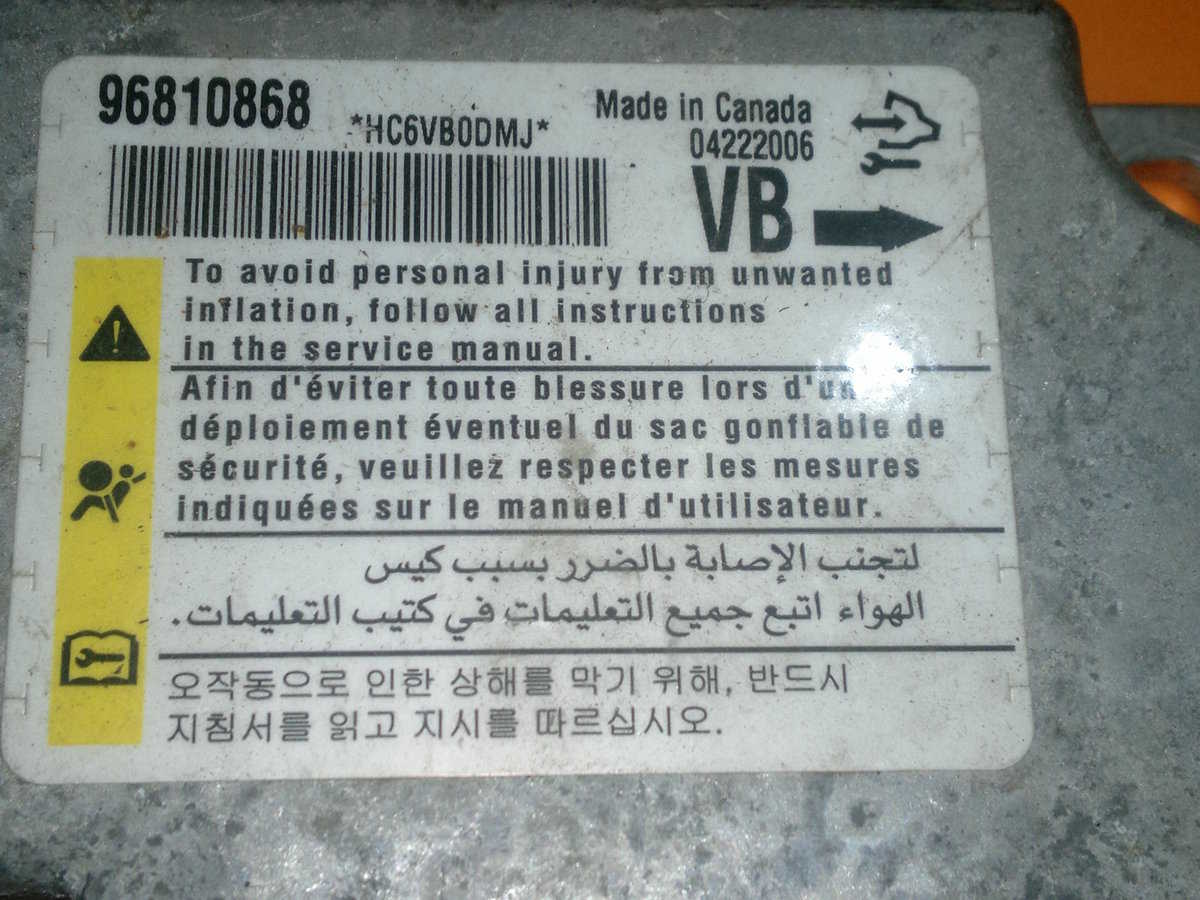 96810868
*HC6VB0DMJ*
Made in Canada
04222006
VB
To avoid personal injury from unwanted
inflation, follow all instructions
in the service manual.
Afin d'éviter toute blessure lors d'un
déploiement éventuel du sac gonflable de
sécurité, veuillez respecter les mesures
indiquées sur le manuel d'utilisateur.
لتجنب الإصابة بالضرر بسبب كيس
الهواء اتبع جميع التعليمات في كتيب التعليمات.
오작동으로 인한 상해를 막기 위해, 반드시
지침서를 읽고 지시를 따르십시오.